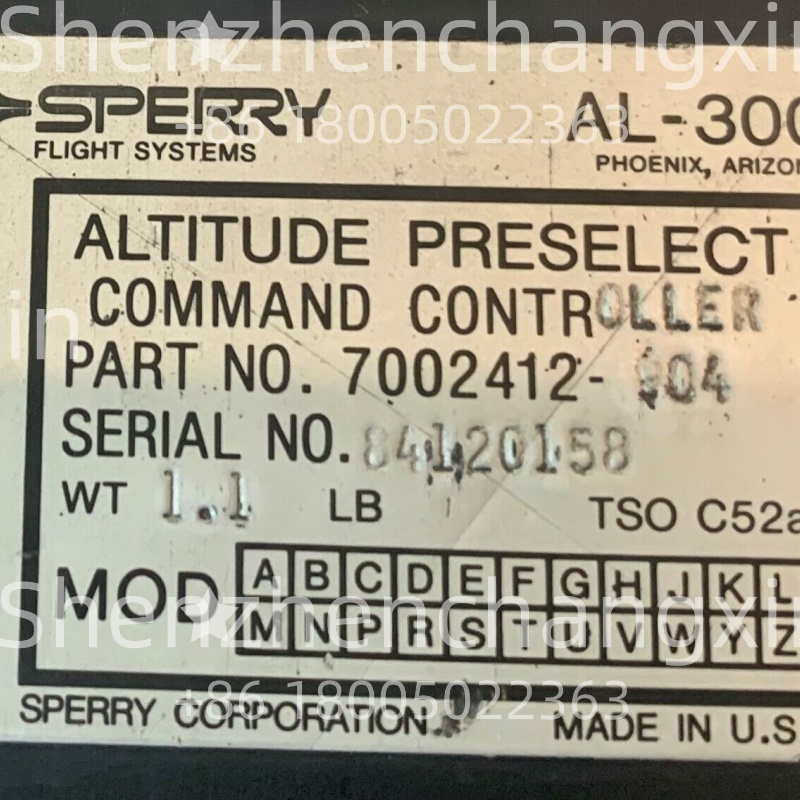 Shenzhenchangxin
SPERRY AL-300
+86 18005022363
FLIGHT SYSTEMS PHOENIX, ARIZO
ALTITUDE PRESELECT
COMMAND CONTROLLER
PART NO. 7002412-904
SERIAL NO. 84120158
WT 1.1 LB TSO C52a
MOD A B C D E F G H J K L
M N P R S T U V W Y Z
Shenzhenchangxin
+86 18005022363
SPERRY CORPORATION MADE IN U.S